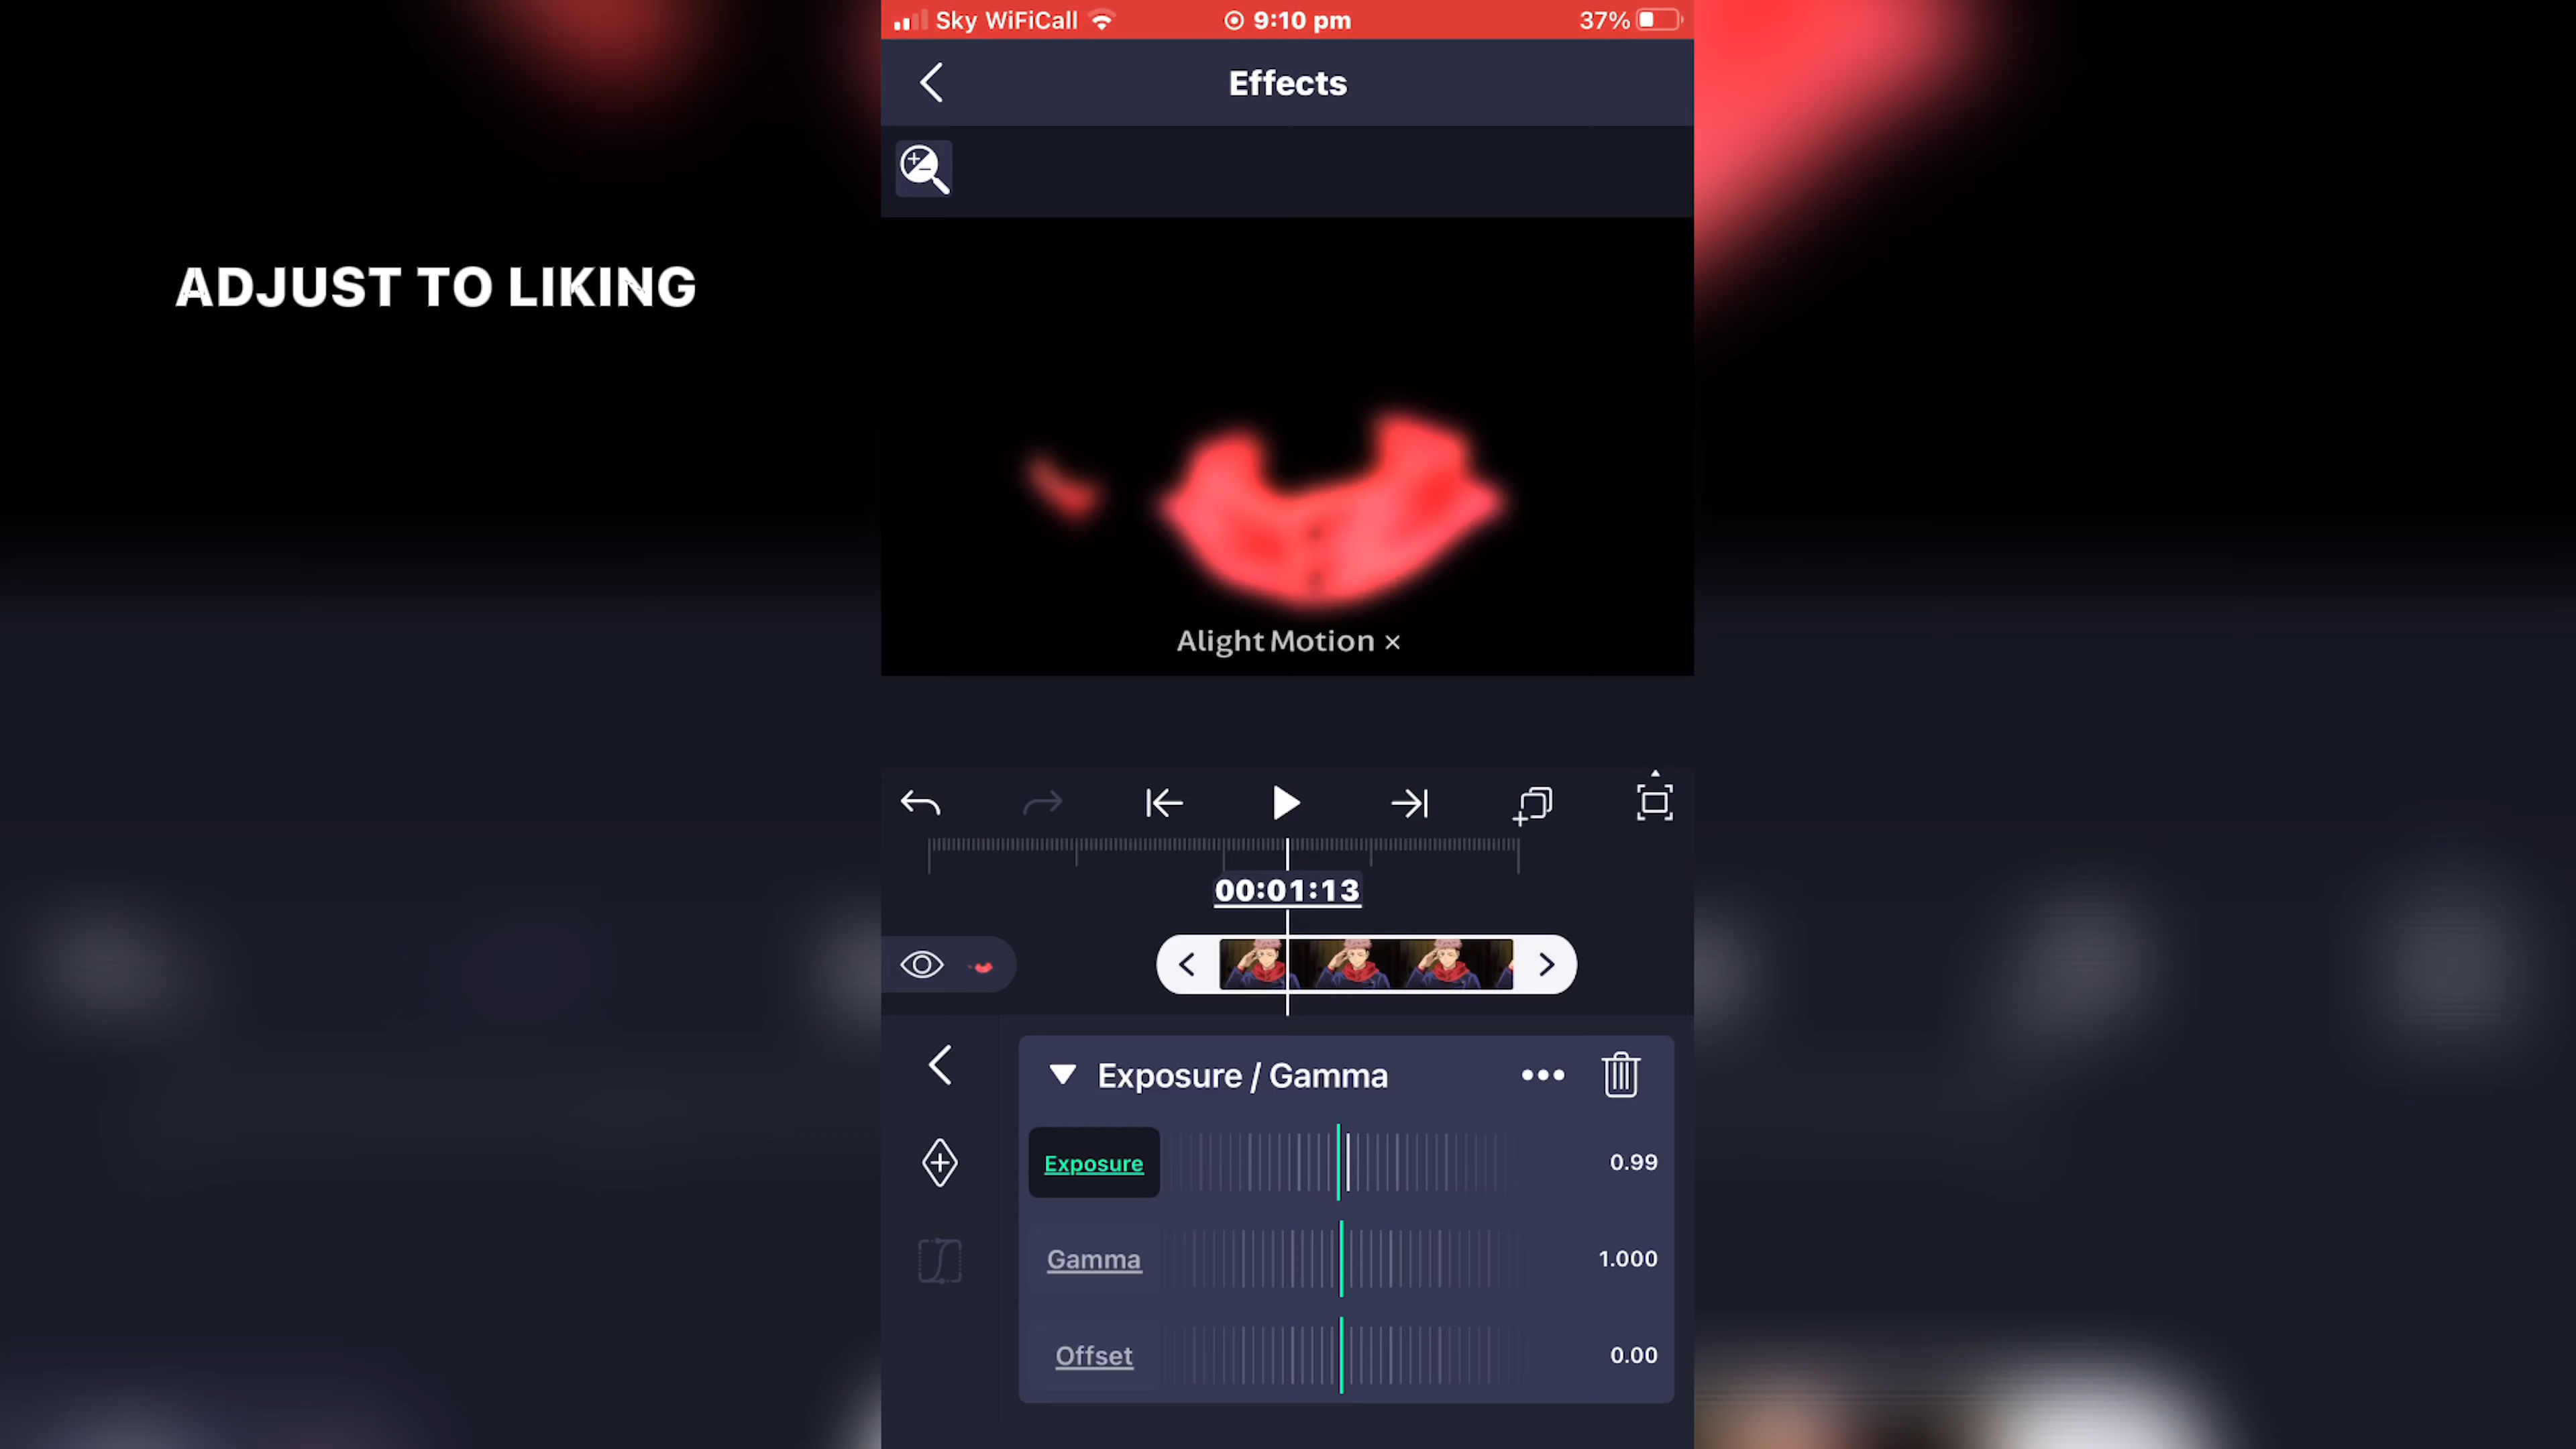 Sky WiFiCall
9:10 pm
37%
Effects
ADJUST TO LIKING
Alight Motion ×
00:01:13
Exposure / Gamma
Exposure
0.99
Gamma
1.000
Offset
0.00